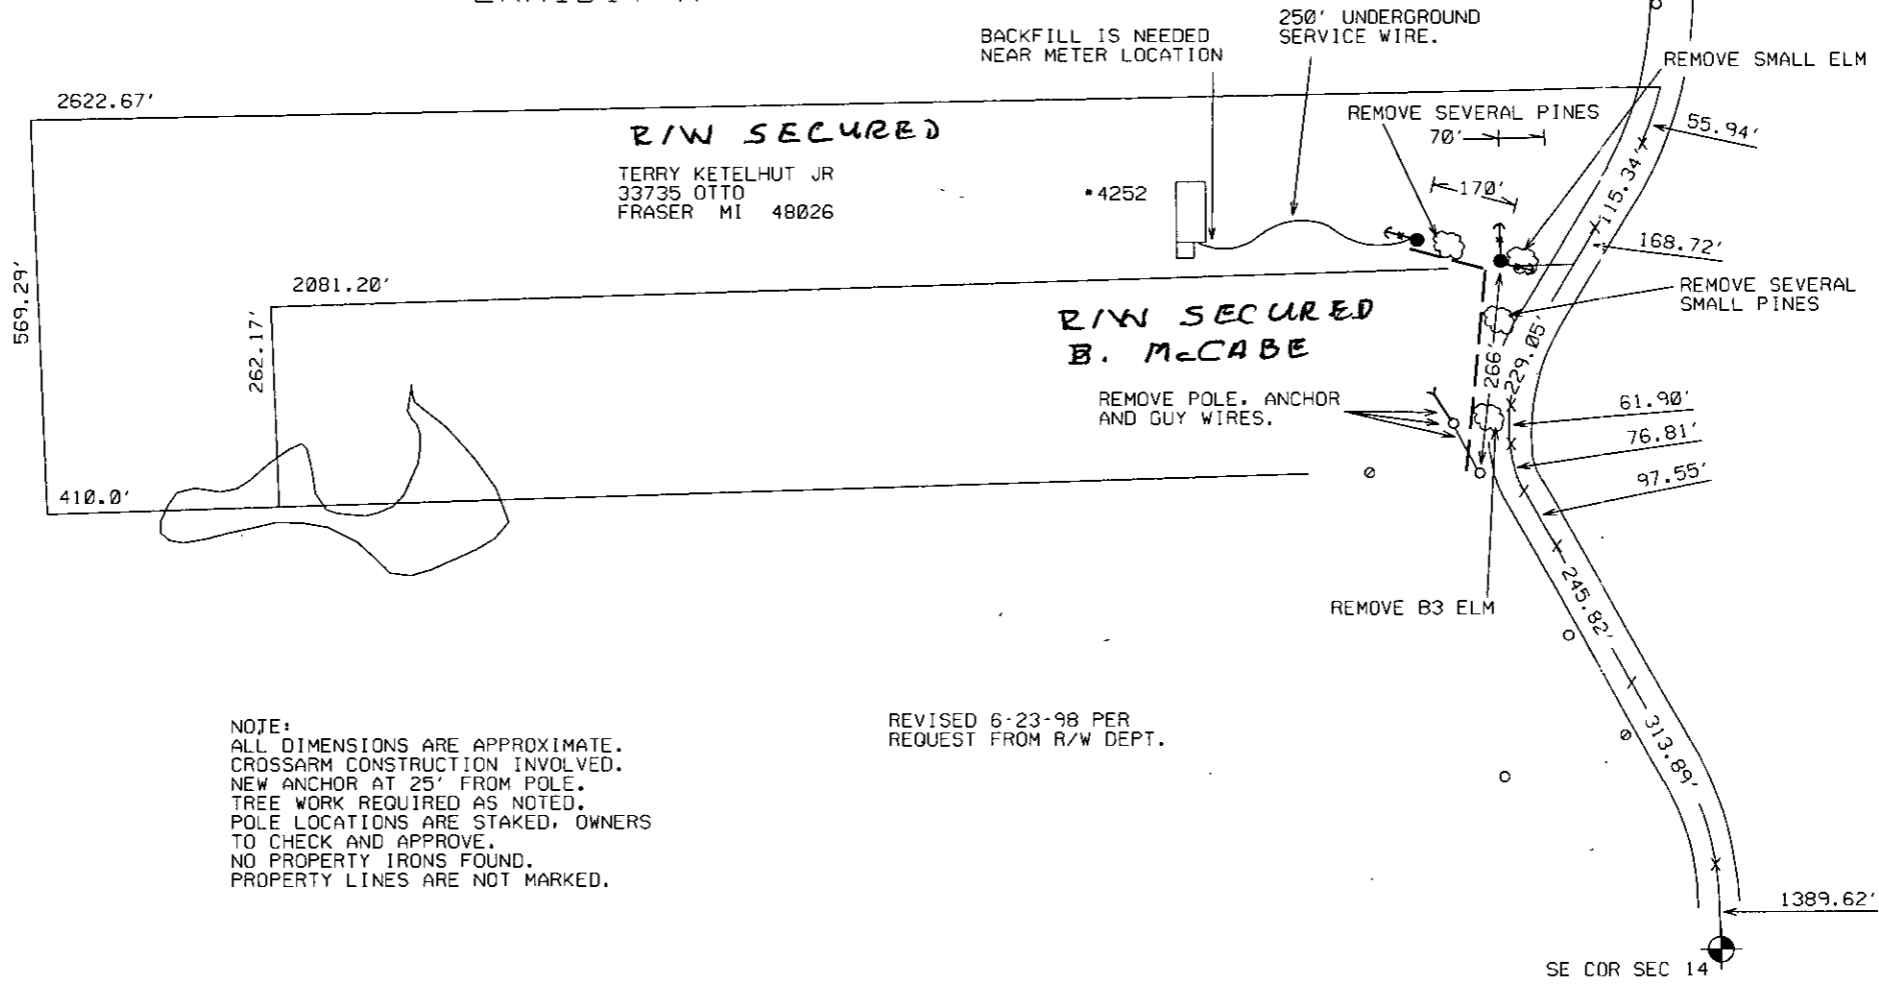 EXHIBIT A
250' UNDERGROUND
SERVICE WIRE.
BACKFILL IS NEEDED
NEAR METER LOCATION
REMOVE SMALL ELM
2622.67'
REMOVE SEVERAL PINES
70'
55.94'
R/W SECURED
TERRY KETELHUT JR
33735 OTTO
FRASER MI 48026
4252
170'
115.34'
168.72'
569.29'
2081.20'
262.17'
REMOVE SEVERAL
SMALL PINES
R/W SECURED
B. McCABE
266'
229.05'
REMOVE POLE, ANCHOR
AND GUY WIRES.
61.90'
76.81'
97.55'
410.0'
245.82'
REMOVE B3 ELM
313.89'
NOTE:
ALL DIMENSIONS ARE APPROXIMATE.
CROSSARM CONSTRUCTION INVOLVED.
NEW ANCHOR AT 25' FROM POLE.
TREE WORK REQUIRED AS NOTED.
POLE LOCATIONS ARE STAKED, OWNERS
TO CHECK AND APPROVE.
NO PROPERTY IRONS FOUND.
PROPERTY LINES ARE NOT MARKED.
REVISED 6-23-98 PER
REQUEST FROM R/W DEPT.
1389.62'
SE COR SEC 14